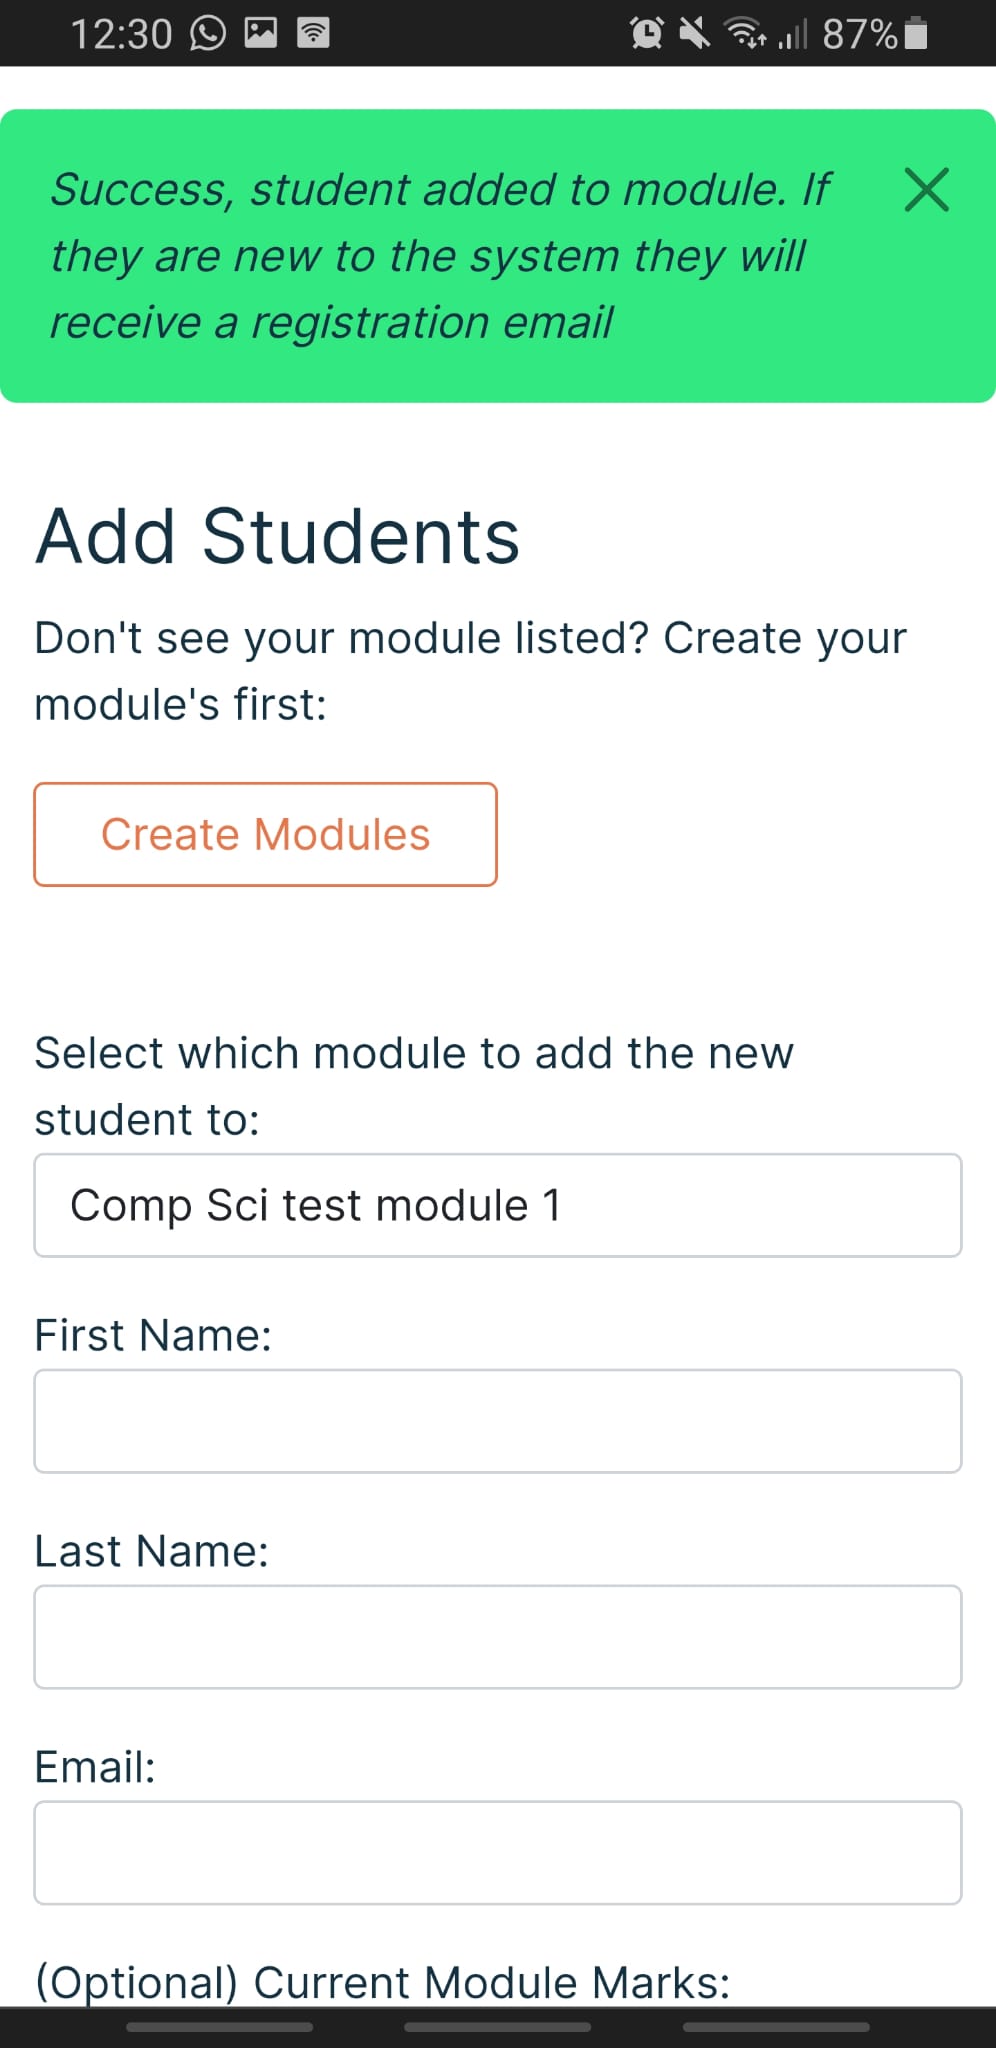 12:30
87%
Success, student added to module. If
they are new to the system they will
receive a registration email
Add Students
Don't see your module listed? Create your
module's first:
Create Modules
Select which module to add the new
student to:
Comp Sci test module 1
First Name:
Last Name:
Email:
(Optional) Current Module Marks: